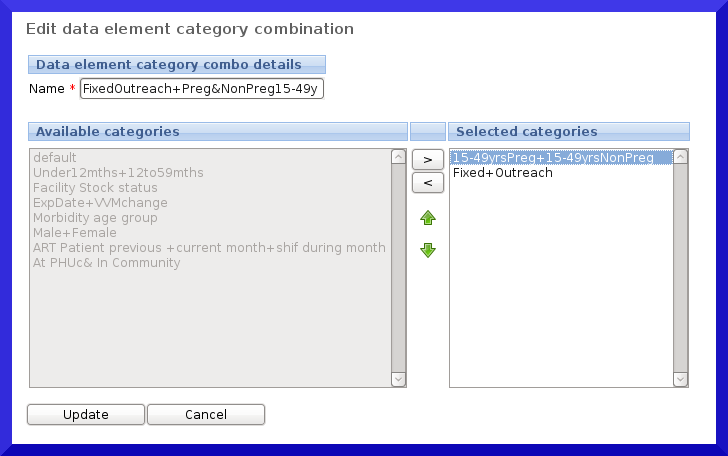 Edit data element category combination
Data element category combo details
Name * FixedOutreach+Preg&NonPreg15-49y
Available categories
Selected categories
default
Under12mths+12to59mths
Facility Stock status
ExpDate+VVMchange
Morbidity age group
Male+Female
ART Patient previous +current month+shif during month
At PHUc& In Community
>
<
15-49yrsPreg+15-49yrsNonPreg
Fixed+Outreach
Update
Cancel